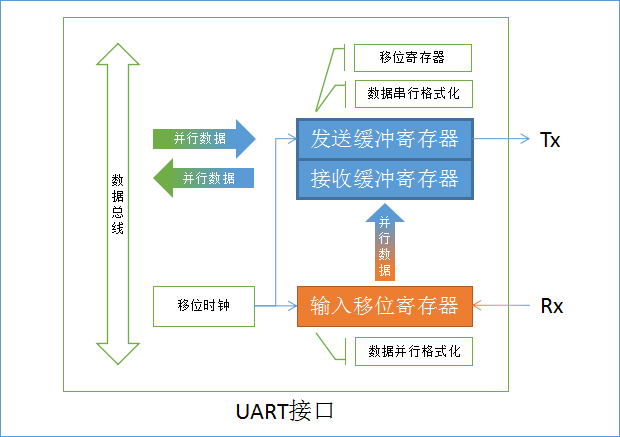 移位寄存器
数据串行格式化
并行数据
发送缓冲寄存器
Tx
并行数据
接收缓冲寄存器
数据总线
并行数据
移位时钟
输入移位寄存器
Rx
数据并行格式化
UART接口